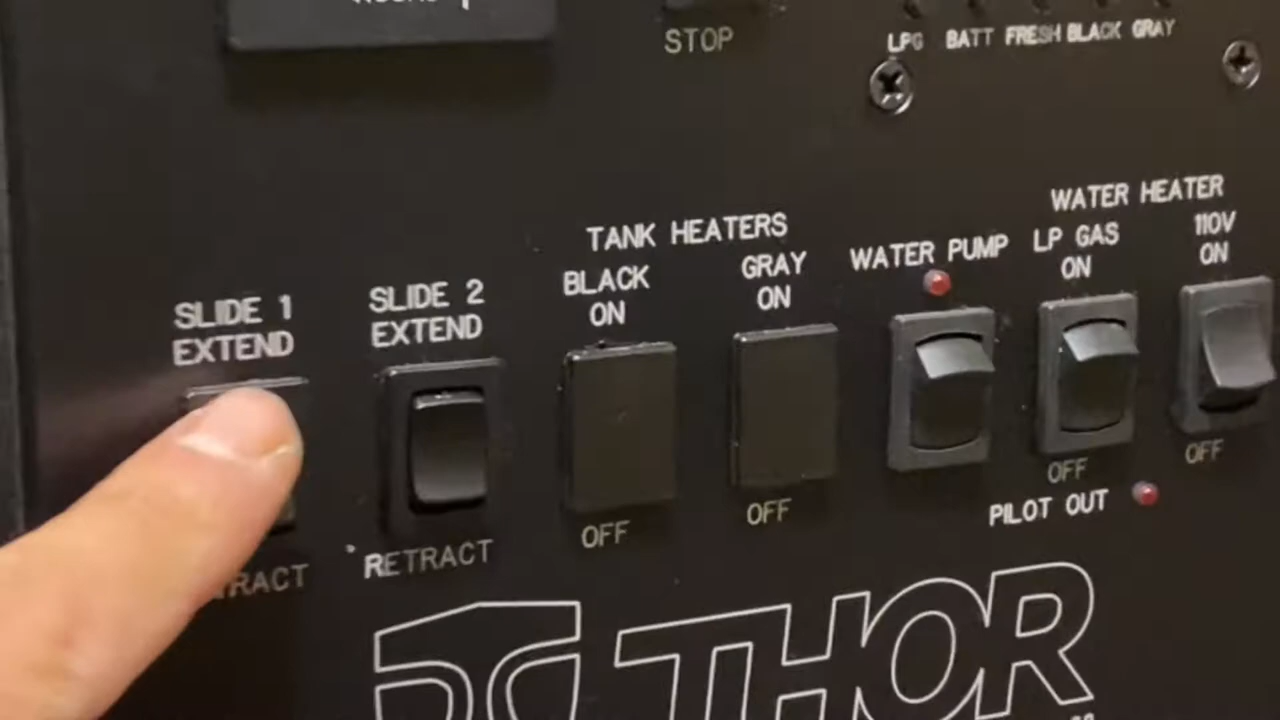 STOP
LPG BATT FRESH BLACK GRAY
WATER HEATER
TANK HEATERS
SLIDE 1
EXTEND
SLIDE 2
EXTEND
BLACK
ON
GRAY
ON
WATER PUMP
LP GAS
ON
110V
ON
RETRACT
OFF
OFF
OFF
OFF
PILOT OUT
THOR